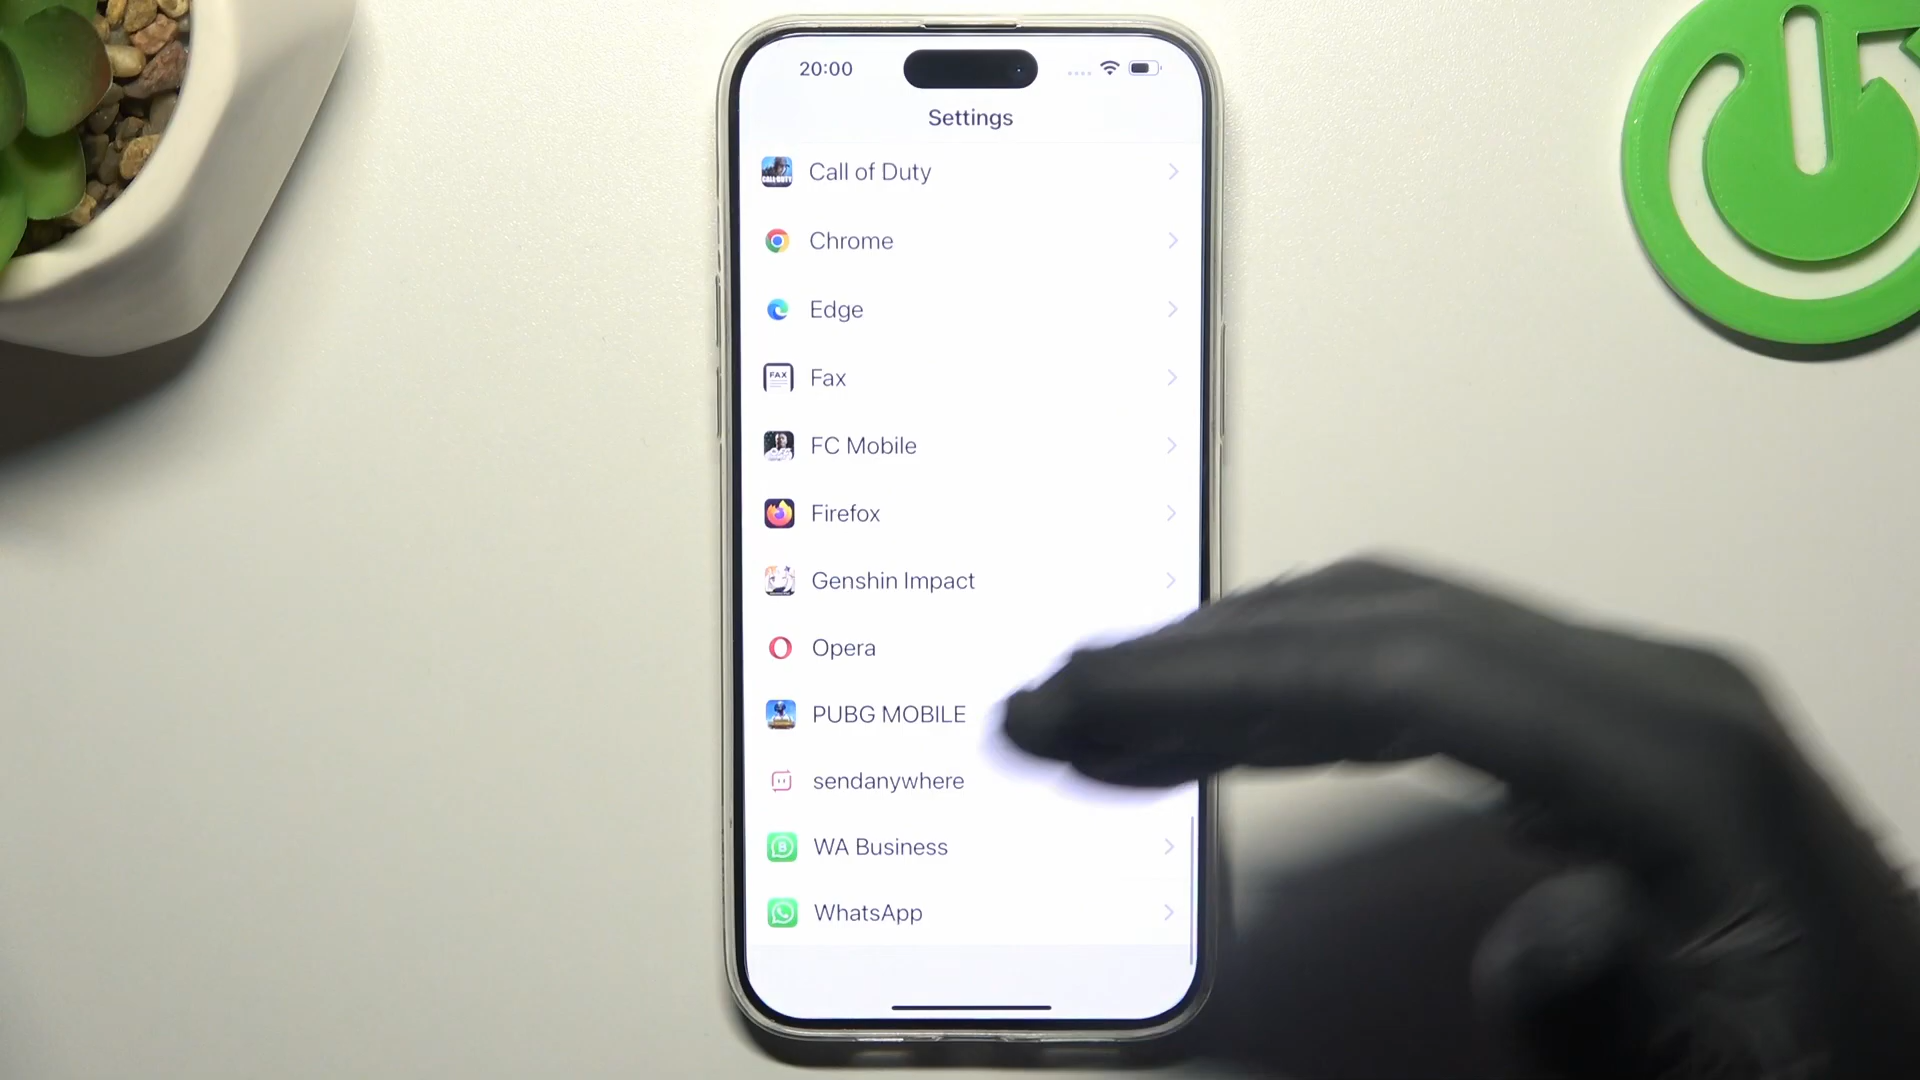 20:00
Settings
Call of Duty
Chrome
Edge
FAX
Fax
FC Mobile
Firefox
Genshin Impact
Opera
PUBG MOBILE
sendanywhere
WA Business
WhatsApp